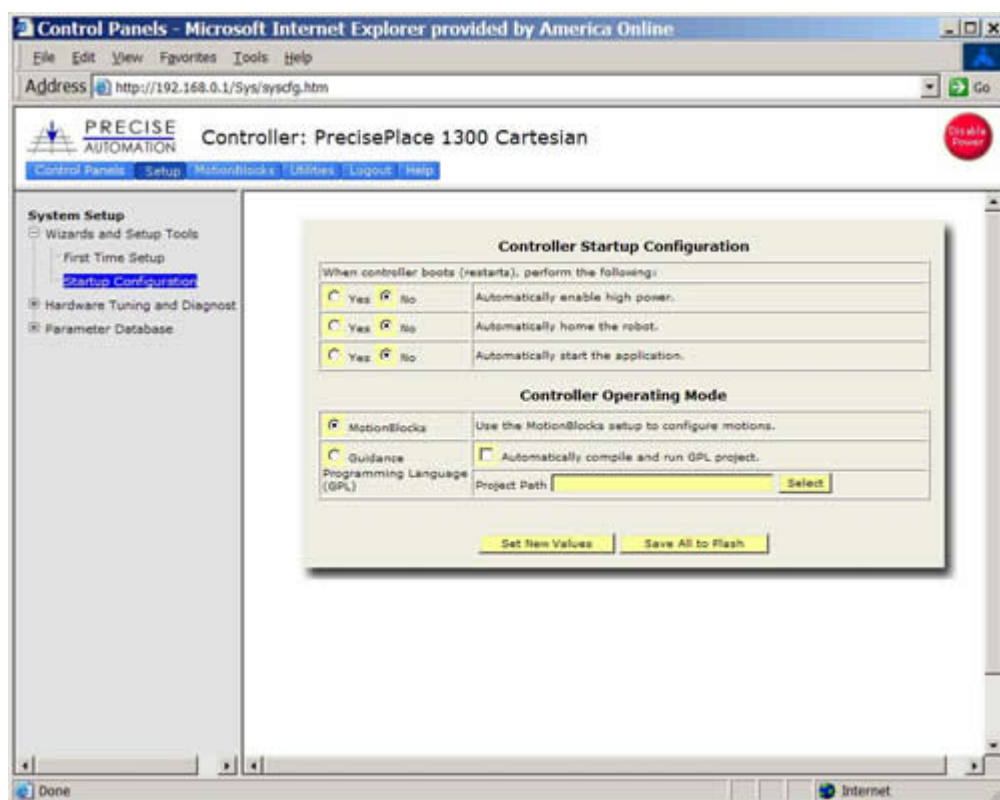 Control Panels - Microsoft Internet Explorer provided by America Online
File Edit View Favorites Tools Help
Address http://192.168.0.1/Sys/syscfg.htm Go
PRECISE
AUTOMATION
Controller: PrecisePlace 1300 Cartesian
Disable
Power
Control Panels Setup MotionBlocks Utilities Logout Help
System Setup
Wizards and Setup Tools
First Time Setup
Startup Configuration
Hardware Tuning and Diagnost
Parameter Database
Controller Startup Configuration
When controller boots (restarts), perform the following:
Yes No Automatically enable high power.
Yes No Automatically home the robot.
Yes No Automatically start the application.
Controller Operating Mode
MotionBlocks Use the MotionBlocks setup to configure motions.
Guidance
Programming Language
(GPL)
Automatically compile and run GPL project.
Project Path Select
Set New Values Save All to Flash
Done Internet